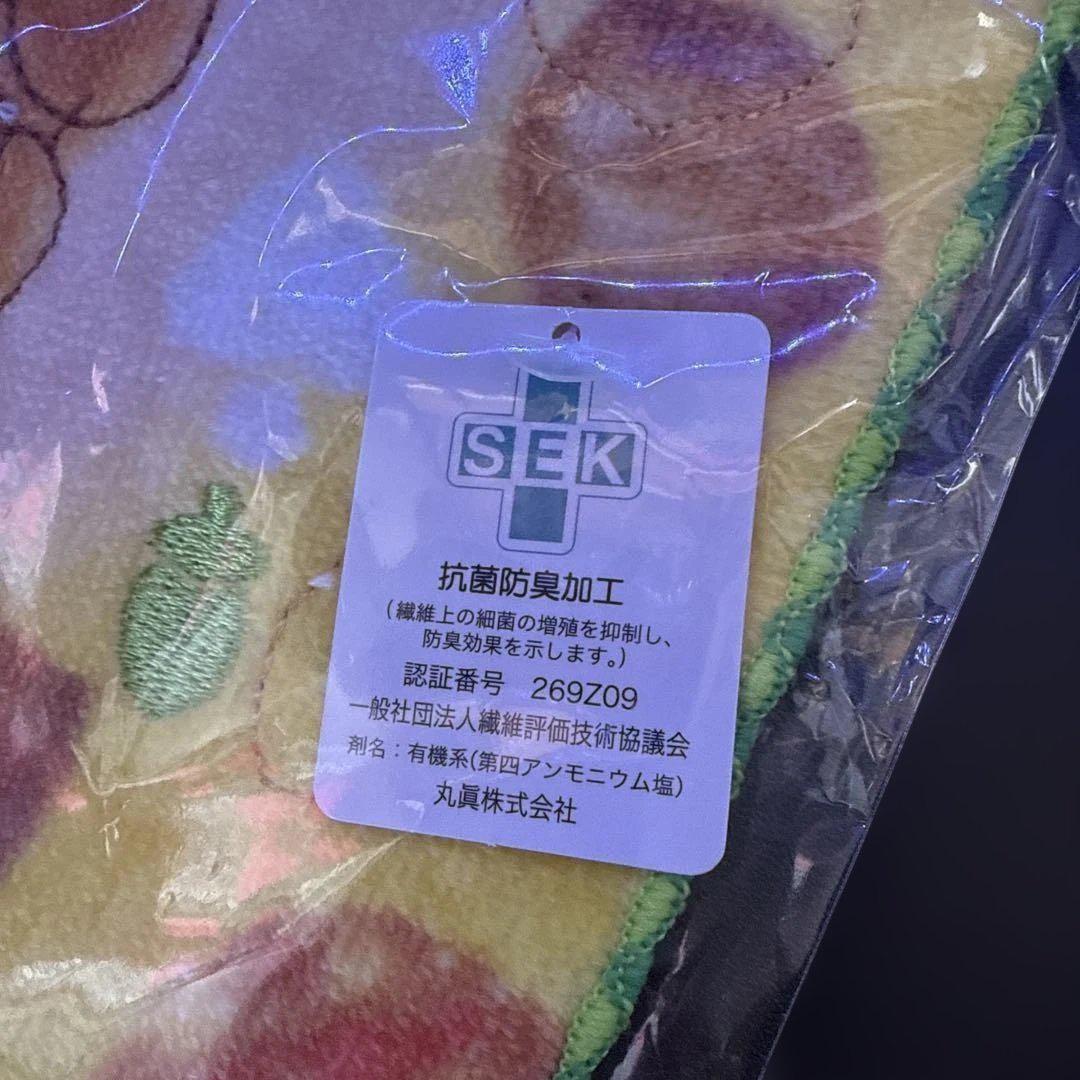 SEK
抗菌防臭加工
(繊維上の細菌の増殖を抑制し、
防臭効果を示します。)
認証番号 269Z09
一般社団法人繊維評価技術協議会
剤名:有機系(第四アンモニウム塩)
丸眞株式会社